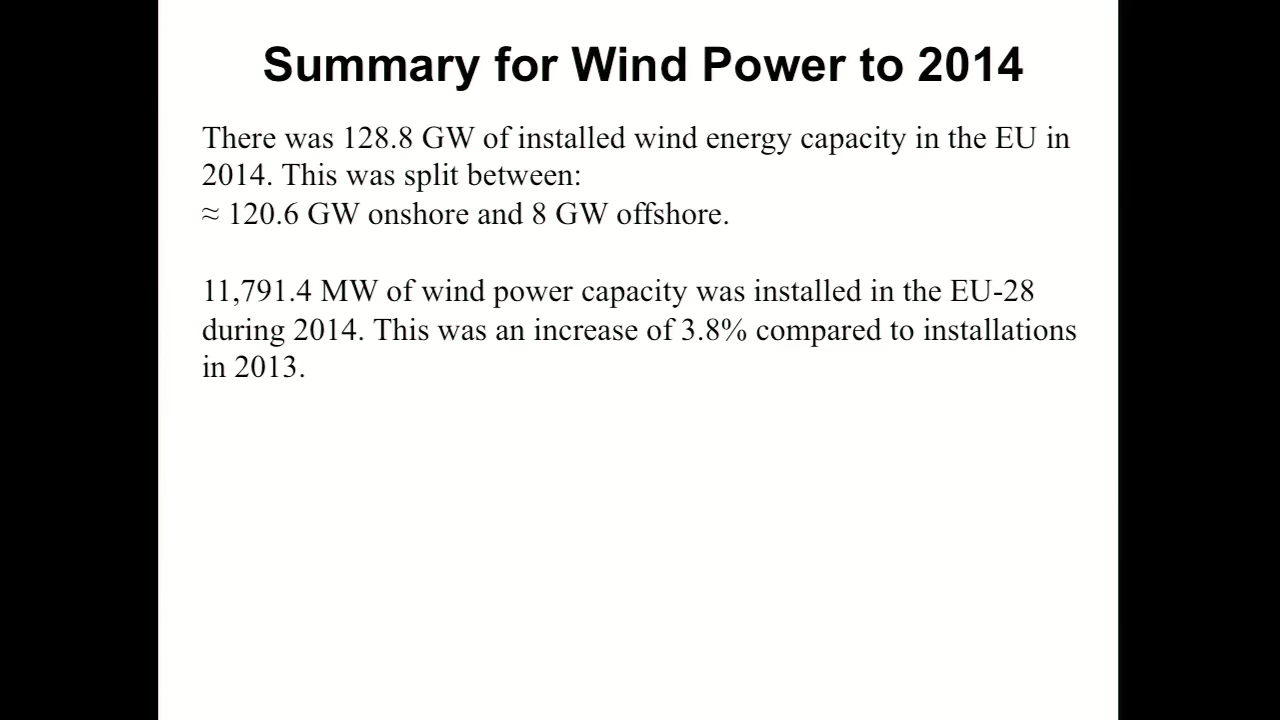 Summary for Wind Power to 2014
There was 128.8 GW of installed wind energy capacity in the EU in
2014. This was split between:
≈ 120.6 GW onshore and 8 GW offshore.
11,791.4 MW of wind power capacity was installed in the EU-28
during 2014. This was an increase of 3.8% compared to installations
in 2013.